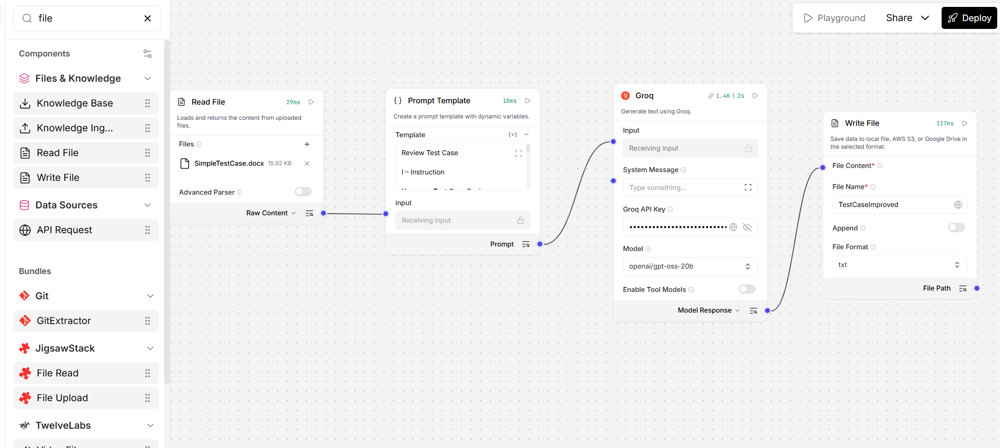 file
Components
Files & Knowledge
Knowledge Base
Knowledge Ing...
Read File
Write File
Data Sources
API Request
Bundles
Git
GitExtractor
JigsawStack
File Read
File Upload
TwelveLabs
Playground
Share
Deploy
Read File 29ms
Loads and returns the content from uploaded
files.
Files
SimpleTestCase.docx 15.92 KB
Advanced Parser
Raw Content
Prompt Template 10ms
Create a prompt template with dynamic variables.
Template {+}
Review Test Case
I – Instruction
input
Receiving input
Prompt
Groq 1.4K | 2s
Generate text using Groq.
Input
Receiving input
System Message
Type something...
Groq API Key
Model
openai/gpt-oss-20b
Enable Tool Models
Model Response
Write File 117ms
Save data to local file, AWS S3, or Google Drive in
the selected format.
File Content*
File Name*
TestCaseImproved
Append
File Format
txt
File Path